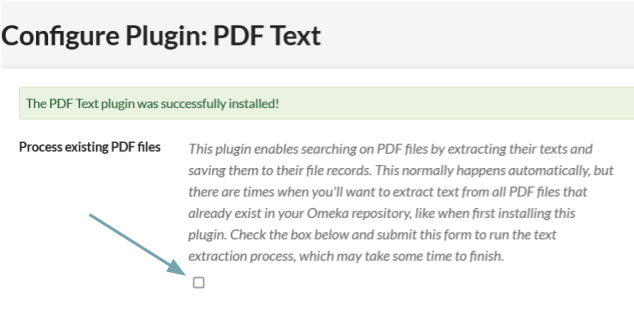 Configure Plugin: PDF Text
The PDF Text plugin was successfully installed!
Process existing PDF files
This plugin enables searching on PDF files by extracting their texts and
saving them to their file records. This normally happens automatically, but
there are times when you'll want to extract text from all PDF files that
already exist in your Omeka repository, like when first installing this
plugin. Check the box below and submit this form to run the text
extraction process, which may take some time to finish.